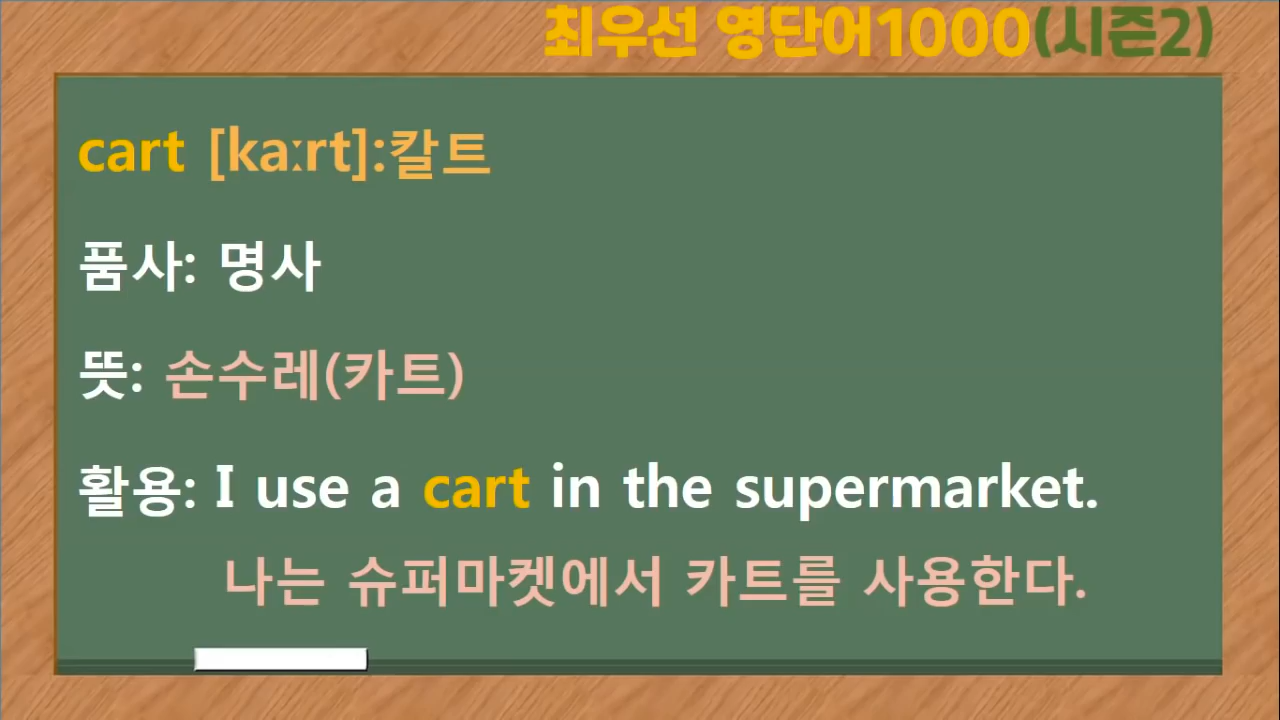 최우선 영단어1000(시즌2)
cart [kaːrt]:칼트
품사: 명사
뜻: 손수레(카트)
활용: I use a cart in the supermarket.
나는 슈퍼마켓에서 카트를 사용한다.